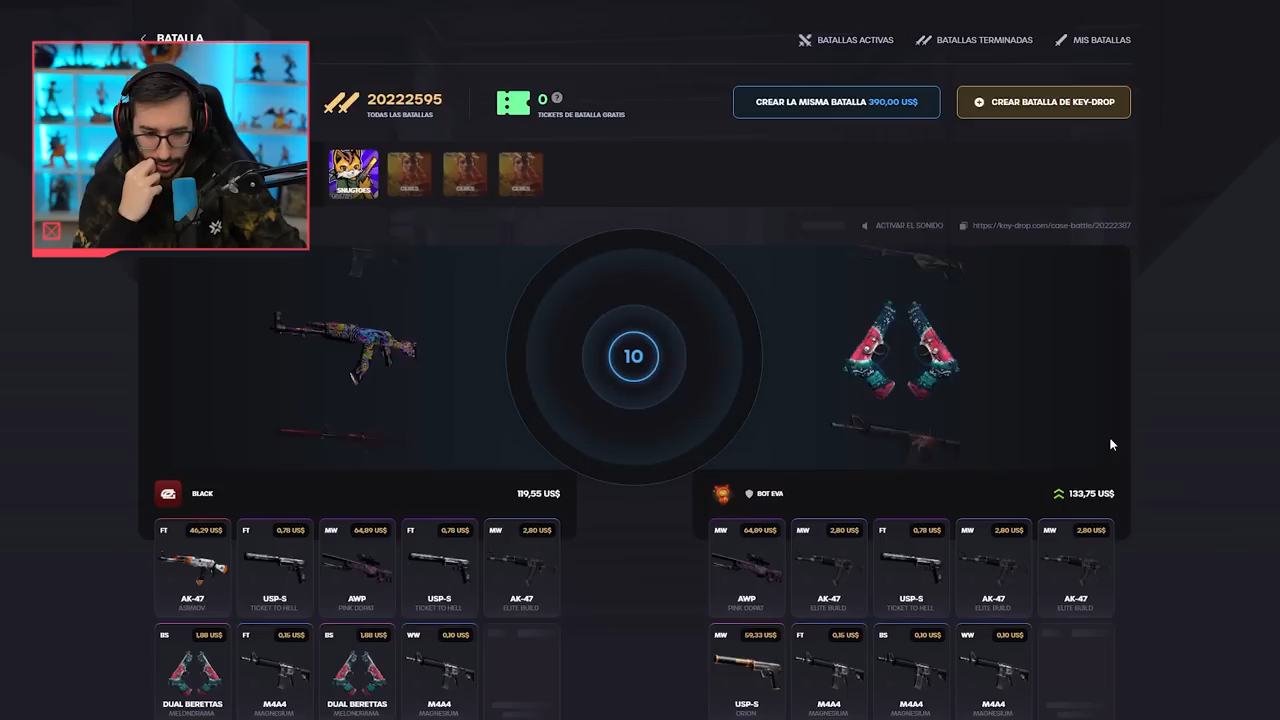 BATALLA
BATALLAS ACTIVAS
BATALLAS TERMINADAS
MIS BATALLAS
20222595
TODAS LAS BATALLAS
0 ?
TICKETS DE BATALLA GRATIS
CREAR LA MISMA BATALLA 390,00 US$
CREAR BATALLA DE KEY-DROP
SNUGTOES
CERES
CERES
CERES
ACTIVAR EL SONIDO
https://key-drop.com/case-battle/20222387
10
BLACK
119,55 US$
BOT EVA
133,75 US$
FT 46,29 US$
AK-47
ASIIMOV
FT 0,78 US$
USP-S
TICKET TO HELL
MW 64,89 US$
AWP
PINK DDPAT
FT 0,78 US$
USP-S
TICKET TO HELL
MW 2,80 US$
AK-47
ELITE BUILD
MW 64,89 US$
AWP
PINK DDPAT
MW 2,80 US$
AK-47
ELITE BUILD
FT 0,78 US$
USP-S
TICKET TO HELL
MW 2,80 US$
AK-47
ELITE BUILD
MW 2,80 US$
AK-47
ELITE BUILD
BS 1,88 US$
DUAL BERETTAS
MELONDRAMA
FT 0,15 US$
M4A4
MAGNESIUM
BS 1,88 US$
DUAL BERETTAS
MELONDRAMA
WW 0,10 US$
M4A4
MAGNESIUM
MW 59,33 US$
USP-S
ORION
FT 0,15 US$
M4A4
MAGNESIUM
BS 0,10 US$
M4A4
MAGNESIUM
WW 0,10 US$
M4A4
MAGNESIUM